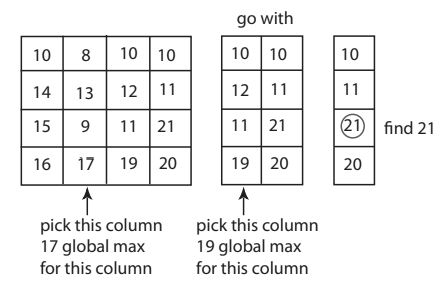 go with
10 8 10 10
14 13 12 11
15 9 11 21
16 17 19 20
10 10
12 11
11 21
19 20
10
11
21
20
find 21
pick this column
17 global max
for this column
pick this column
19 global max
for this column